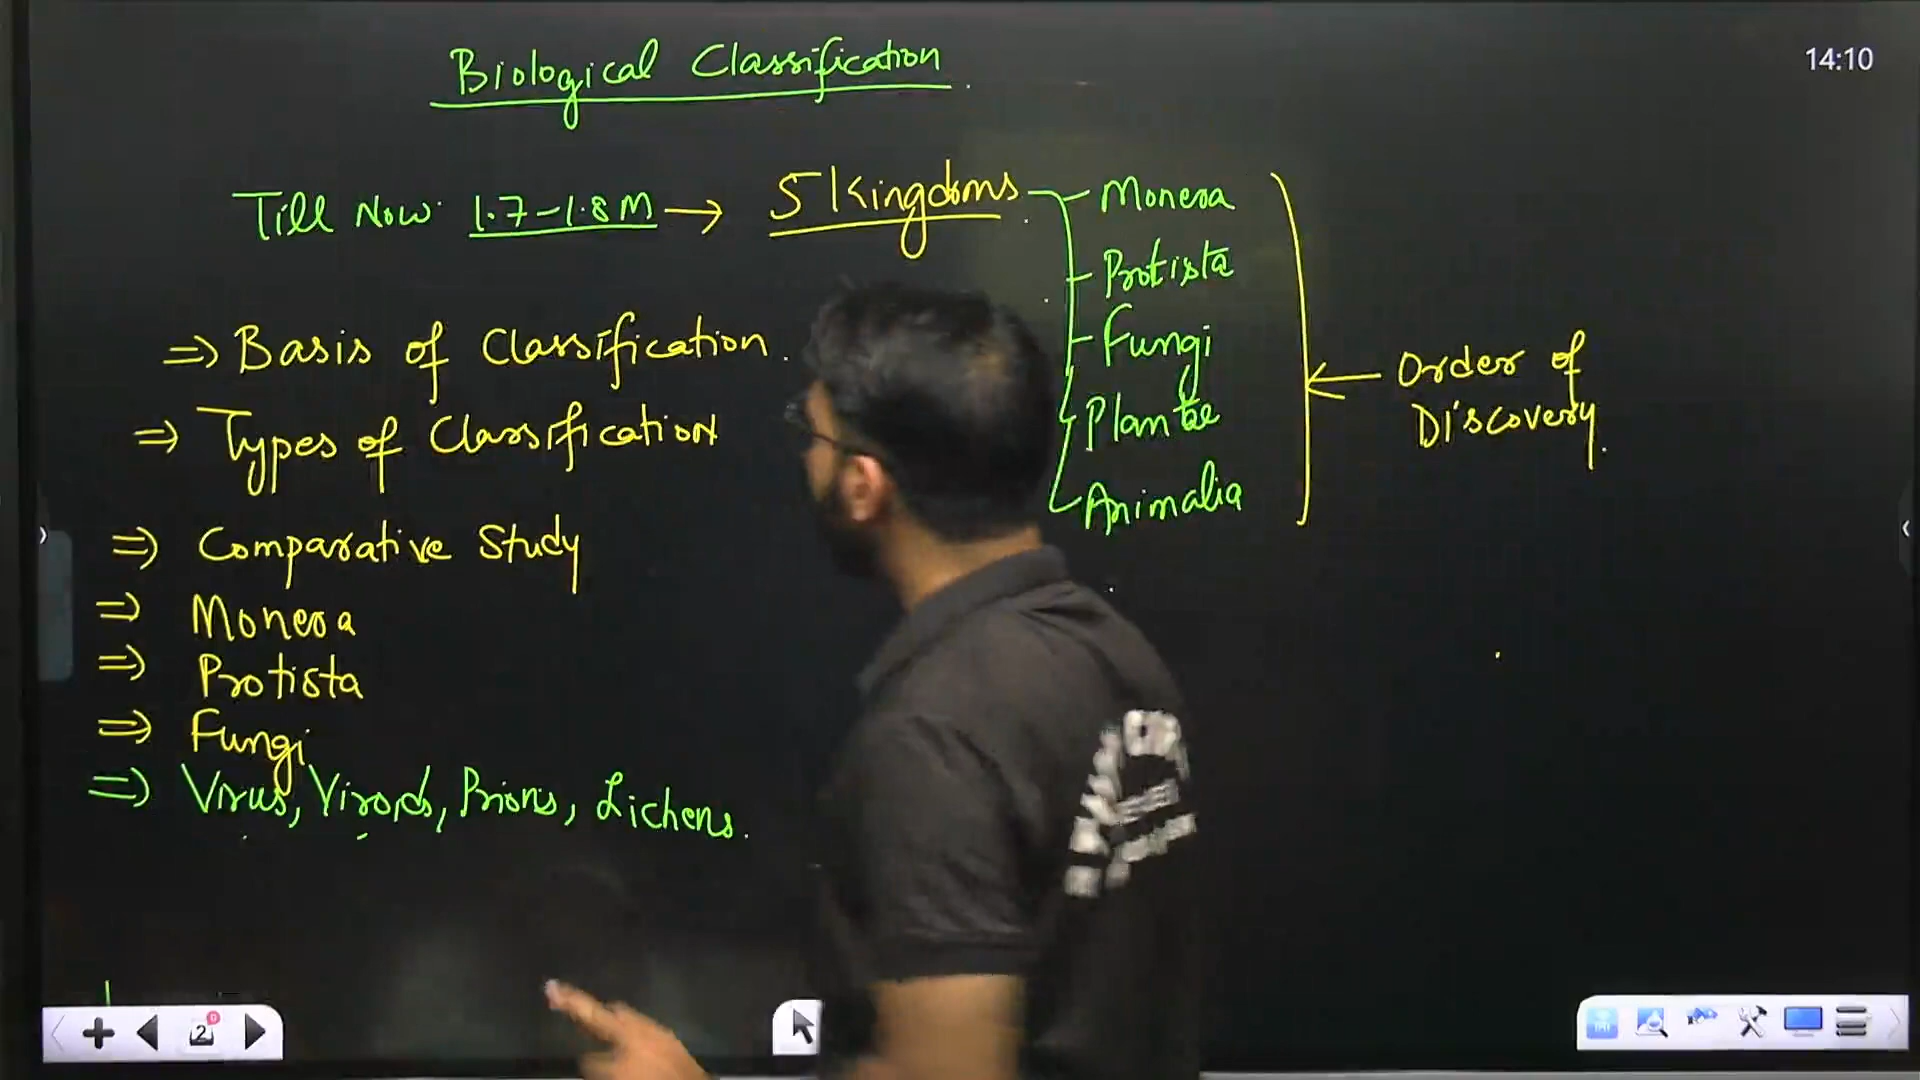 Biological Classification
14:10
Till Now 1.7-1.8M → 5 Kingdoms
Monera
Protista
Fungi
Plantae
Animalia
← Order of
Discovery.
⇒ Basis of Classification.
⇒ Types of Classification
⇒ Comparative Study
⇒ Monera
⇒ Protista
⇒ Fungi
⇒ Virus, Viroids, Prions, Lichens.
2